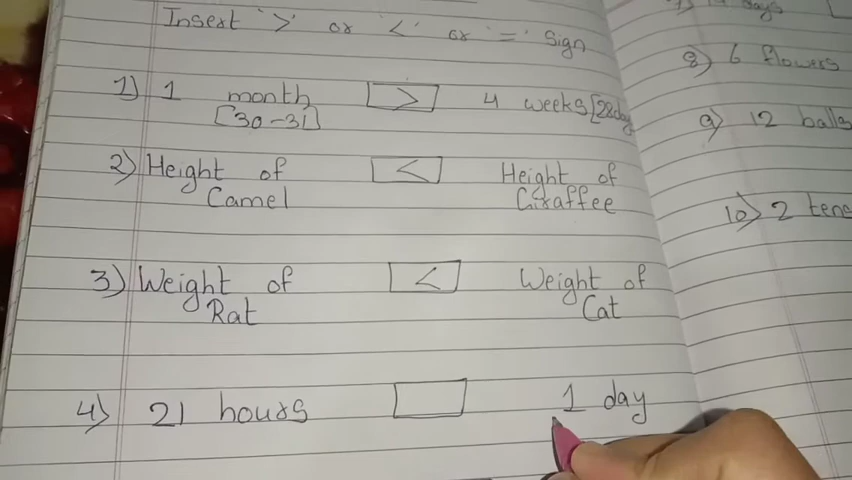 Insert '>' or '<' or '=' Sign
1) 1 month > 4 weeks [28day
[30-31]
2) Height of < Height of
Camel Giraffee
3) Weight of < Weight of
Rat Cat
4) 21 hours 1 day
days
8) 6 flowers
9) 12 balls
10) 2 tens